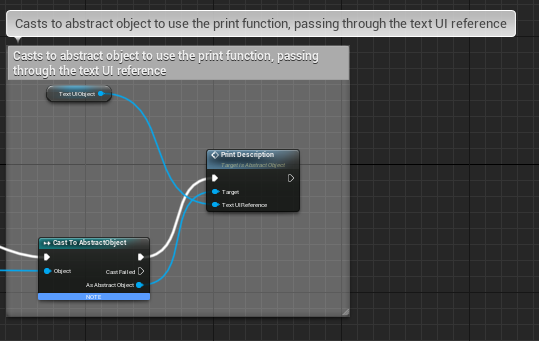 Casts to abstract object to use the print function, passing through the text UI reference
Casts to abstract object to use the print function, passing
through the text UI reference
Text UIObject
Print Description
Target is Abstract Object
Target
Text UIReference
Cast To AbstractObject
Object
Cast Failed
As Abstract Object
NOTE